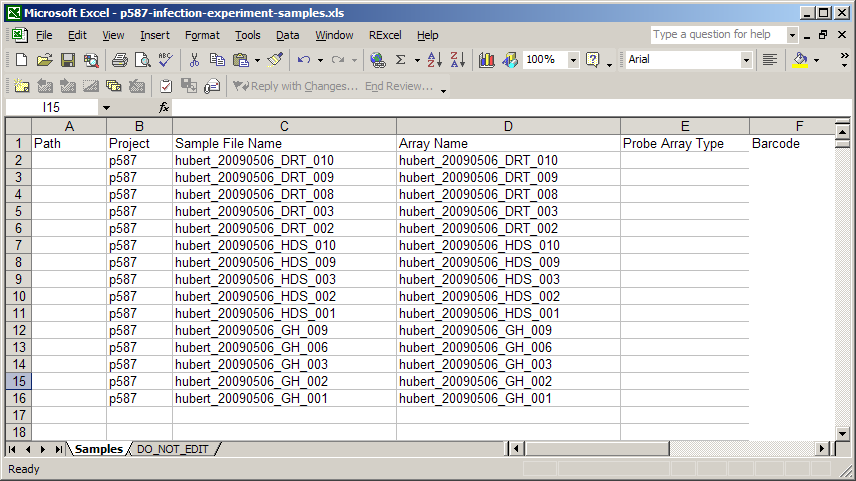 Microsoft Excel - p587-infection-experiment-samples.xls
File Edit View Insert Format Tools Data Window RExcel Help Type a question for help
ABC Σ A Z Z A 100% ? Arial
Reply with Changes... End Review...
I15 fx
A B C D E F
1 Path Project Sample File Name Array Name Probe Array Type Barcode
2 p587 hubert_20090506_DRT_010 hubert_20090506_DRT_010
3 p587 hubert_20090506_DRT_009 hubert_20090506_DRT_009
4 p587 hubert_20090506_DRT_008 hubert_20090506_DRT_008
5 p587 hubert_20090506_DRT_003 hubert_20090506_DRT_003
6 p587 hubert_20090506_DRT_002 hubert_20090506_DRT_002
7 p587 hubert_20090506_HDS_010 hubert_20090506_HDS_010
8 p587 hubert_20090506_HDS_009 hubert_20090506_HDS_009
9 p587 hubert_20090506_HDS_003 hubert_20090506_HDS_003
10 p587 hubert_20090506_HDS_002 hubert_20090506_HDS_002
11 p587 hubert_20090506_HDS_001 hubert_20090506_HDS_001
12 p587 hubert_20090506_GH_009 hubert_20090506_GH_009
13 p587 hubert_20090506_GH_006 hubert_20090506_GH_006
14 p587 hubert_20090506_GH_003 hubert_20090506_GH_003
15 p587 hubert_20090506_GH_002 hubert_20090506_GH_002
16 p587 hubert_20090506_GH_001 hubert_20090506_GH_001
17
18
Samples DO_NOT_EDIT
Ready